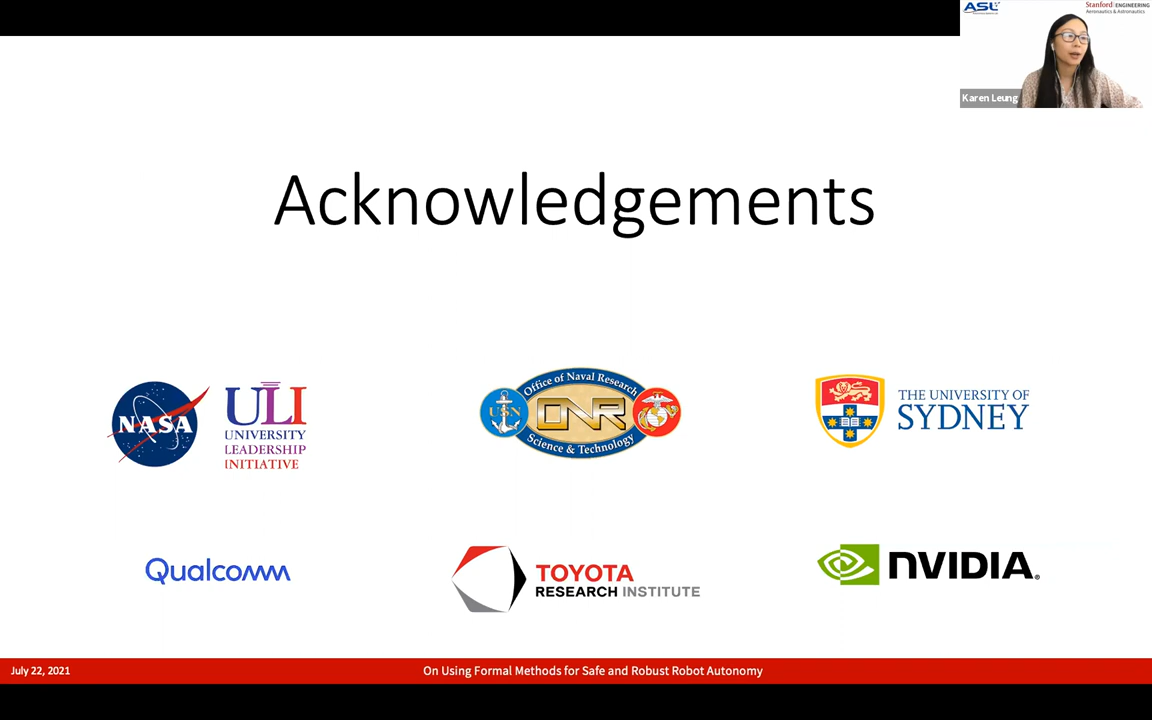 ASL
Stanford ENGINEERING
Aeronautics & Astronautics
Karen Leung
Acknowledgements
NASA
ULI
UNIVERSITY
LEADERSHIP
INITIATIVE
Office of Naval Research
USN
ONR
Science & Technology
THE UNIVERSITY OF
SYDNEY
Qualcomm
TOYOTA
RESEARCH INSTITUTE
NVIDIA.
July 22, 2021
On Using Formal Methods for Safe and Robust Robot Autonomy